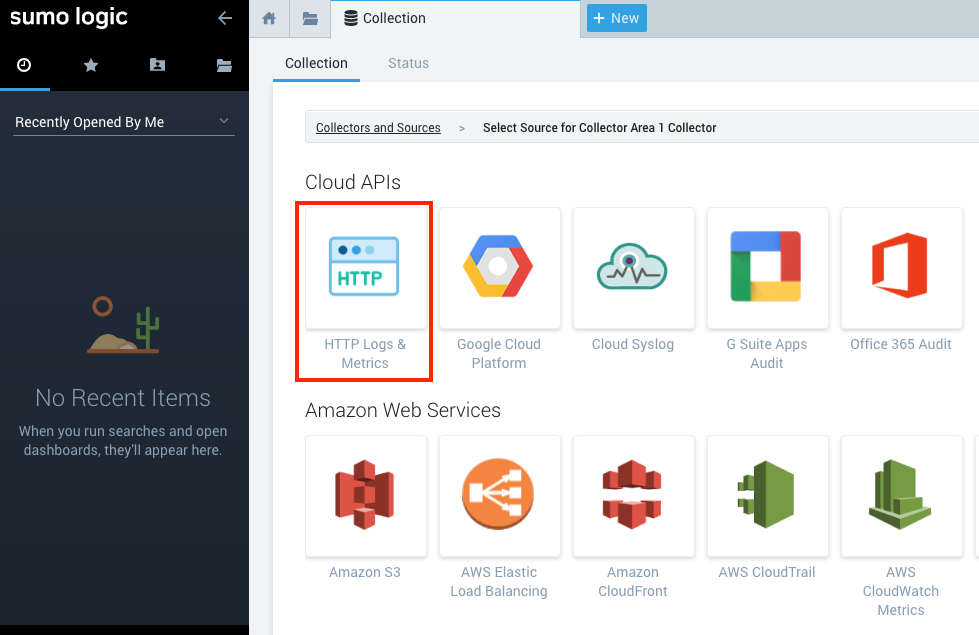 sumo logic
Collection
+ New
Collection
Status
Recently Opened By Me
Collectors and Sources > Select Source for Collector Area 1 Collector
Cloud APIs
HTTP
HTTP Logs &
Metrics
Google Cloud
Platform
Cloud Syslog
G Suite Apps
Audit
Office 365 Audit
No Recent Items
When you run searches and open
dashboards, they'll appear here.
Amazon Web Services
Amazon S3
AWS Elastic
Load Balancing
Amazon
CloudFront
AWS CloudTrail
AWS
CloudWatch
Metrics